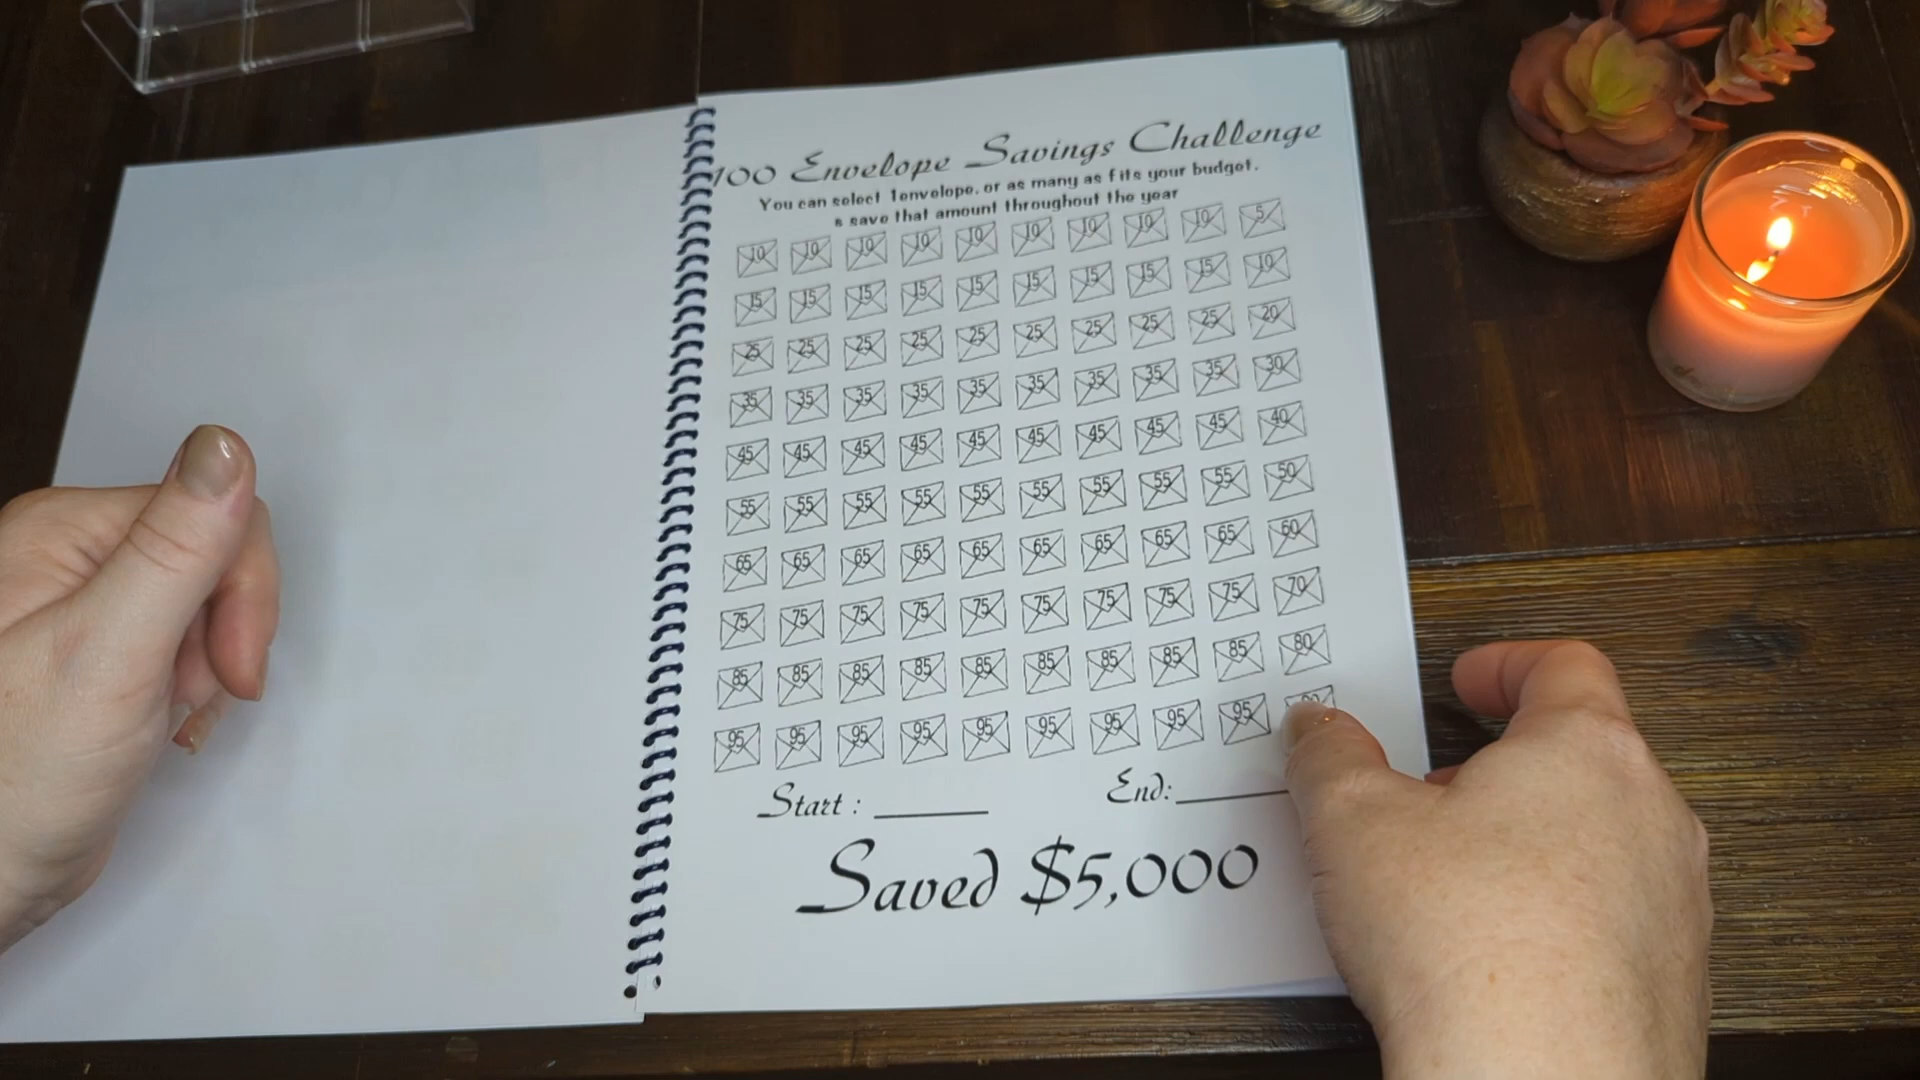 100 Envelope Savings Challenge
You can select 1envelope, or as many as fits your budget,
& save that amount throughout the year
10 10 10 10 10 10 10 10 10 5
15 15 15 15 15 15 15 15 15 10
25 25 25 25 25 25 25 25 25 20
35 35 35 35 35 35 35 35 35 30
45 45 45 45 45 45 45 45 45 40
55 55 55 55 55 55 55 55 55 50
65 65 65 65 65 65 65 65 65 60
75 75 75 75 75 75 75 75 75 70
85 85 85 85 85 85 85 85 85 80
95 95 95 95 95 95 95 95 95
Start : ______ End: ______
Saved $5,000